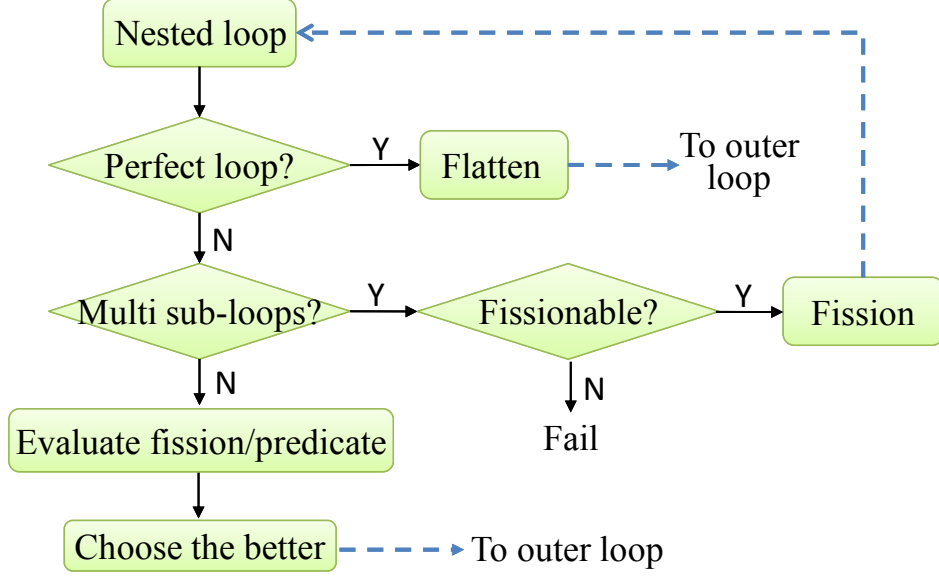 Nested loop
Perfect loop?
Y
Flatten
To outer
loop
N
Multi sub-loops?
Y
Fissionable?
Y
Fission
N
N
Evaluate fission/predicate
Fail
Choose the better
To outer loop